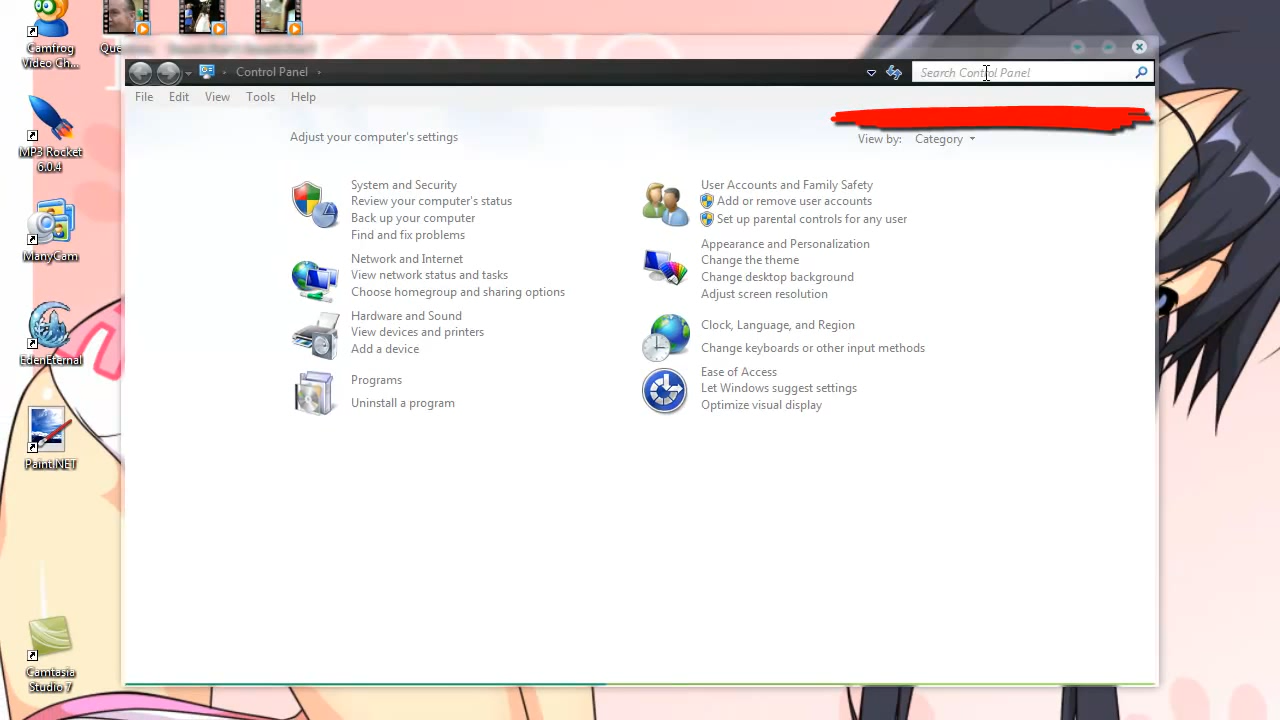 Camfrog
Video Ch...
Que
Control Panel
Search Control Panel
File Edit View Tools Help
Adjust your computer's settings
View by: Category
System and Security
Review your computer's status
Back up your computer
Find and fix problems
Network and Internet
View network status and tasks
Choose homegroup and sharing options
Hardware and Sound
View devices and printers
Add a device
Programs
Uninstall a program
User Accounts and Family Safety
Add or remove user accounts
Set up parental controls for any user
Appearance and Personalization
Change the theme
Change desktop background
Adjust screen resolution
Clock, Language, and Region
Change keyboards or other input methods
Ease of Access
Let Windows suggest settings
Optimize visual display
MP3 Rocket
6.0.4
ManyCam
EdenEternal
Paint.NET
Camtasia
Studio 7